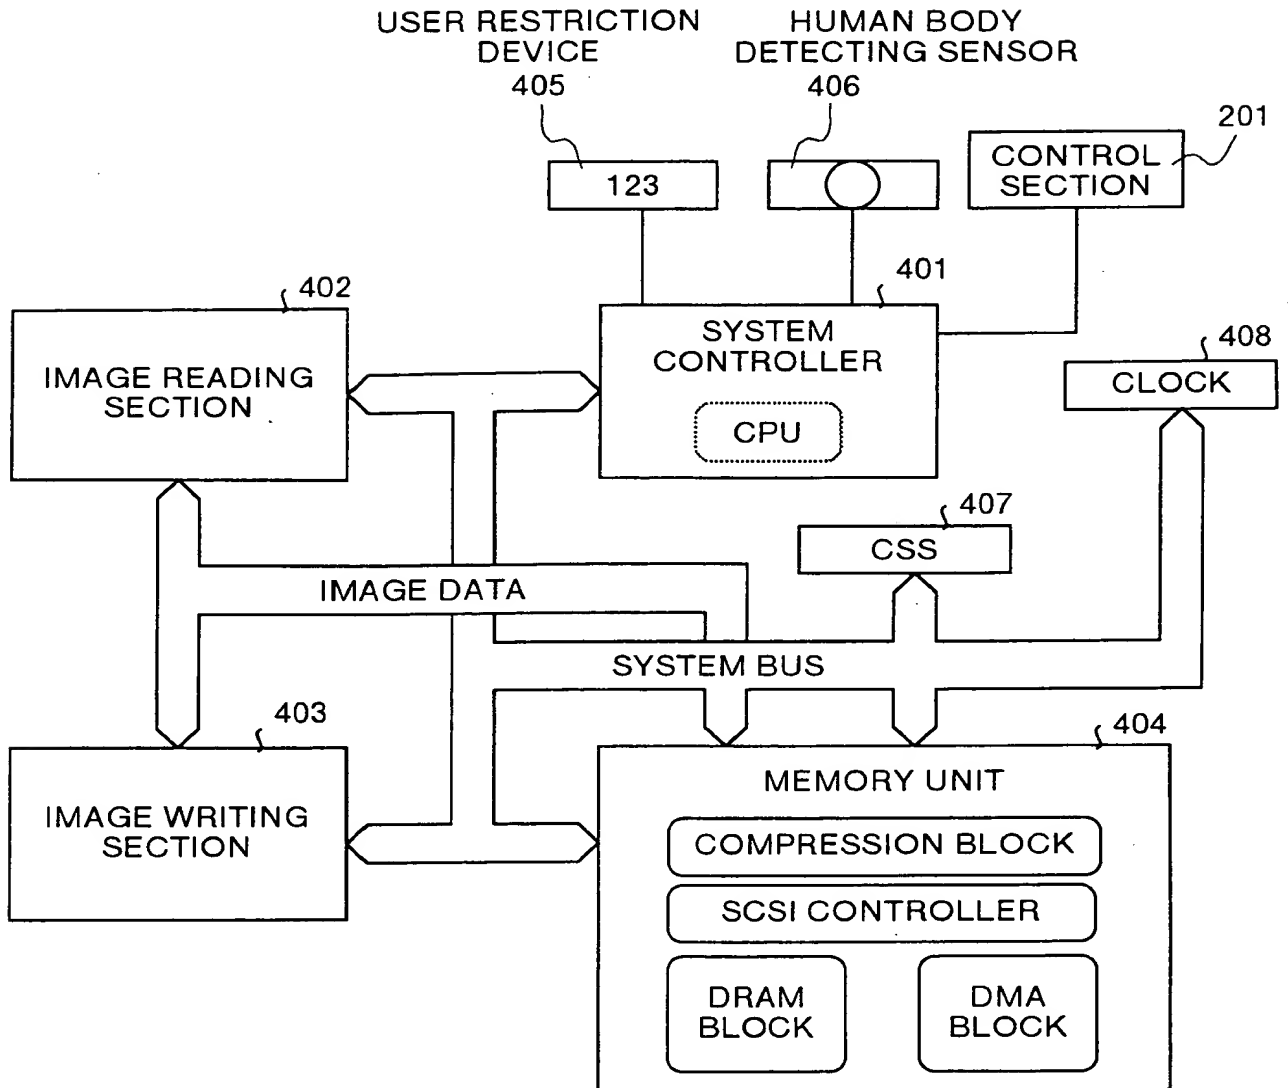 USER RESTRICTION
DEVICE
405
HUMAN BODY
DETECTING SENSOR
406
201
CONTROL
SECTION
123
402
401
IMAGE READING
SECTION
SYSTEM
CONTROLLER
CPU
408
CLOCK
407
CSS
IMAGE DATA
SYSTEM BUS
403
404
IMAGE WRITING
SECTION
MEMORY UNIT
COMPRESSION BLOCK
SCSI CONTROLLER
DRAM
BLOCK
DMA
BLOCK